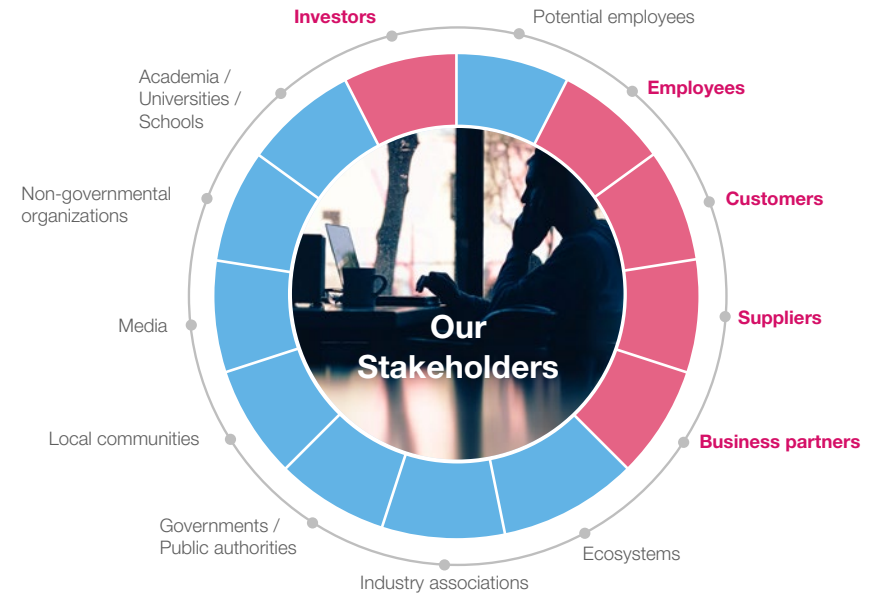 Investors
Potential employees
Employees
Customers
Suppliers
Business partners
Ecosystems
Industry associations
Governments /
Public authorities
Local communities
Media
Non-governmental
organizations
Academia /
Universities /
Schools
Our
Stakeholders